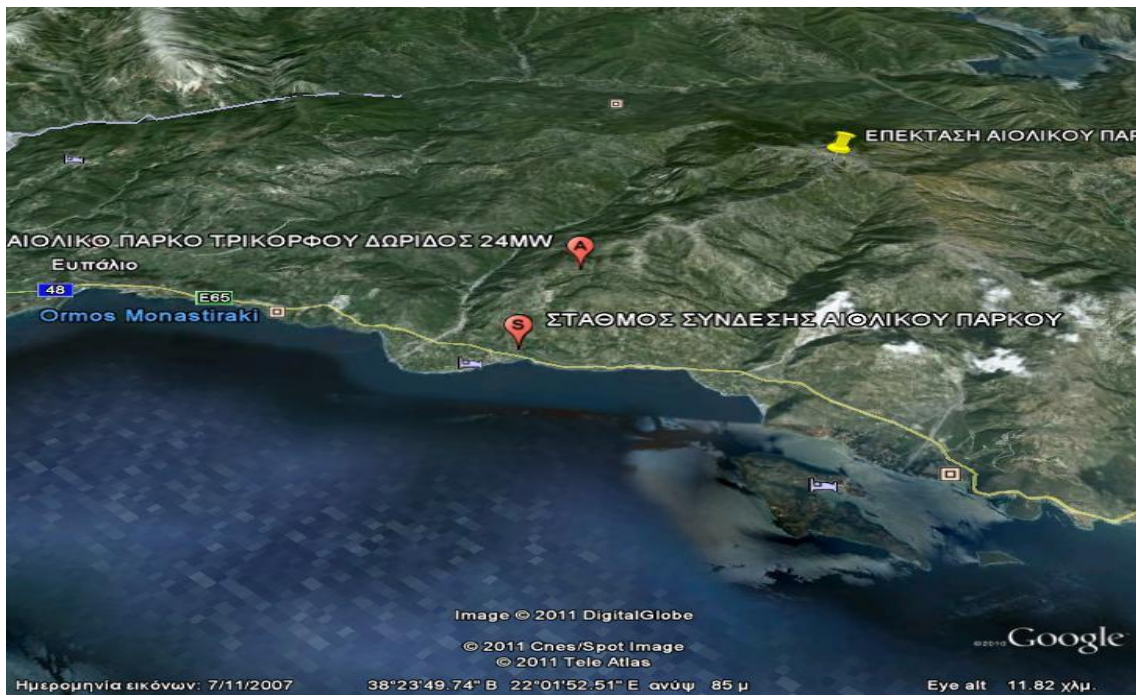 ΕΠΕΚΤΑΣΗ ΑΙΟΛΙΚΟΥ ΠΑΡ
ΑΙΟΛΙΚΟ ΠΑΡΚΟ ΤΡΙΚΟΡΦΟΥ ΔΩΡΙΔΟΣ 24MW
A
Ευπάλιο
48
E65
Ormos Monastiraki
S
ΣΤΑΘΜΟΣ ΣΥΝΔΕΣΗΣ ΑΙΟΛΙΚΟΥ ΠΑΡΚΟΥ
Image © 2011 DigitalGlobe
© 2011 Cnes/Spot Image
© 2011 Tele Atlas
©2010 Google
Ημερομηνία εικόνων: 7/11/2007 38°23'49.74" Β 22°01'52.51" Ε ανύψ 85 μ Eye alt 11.82 χλμ.